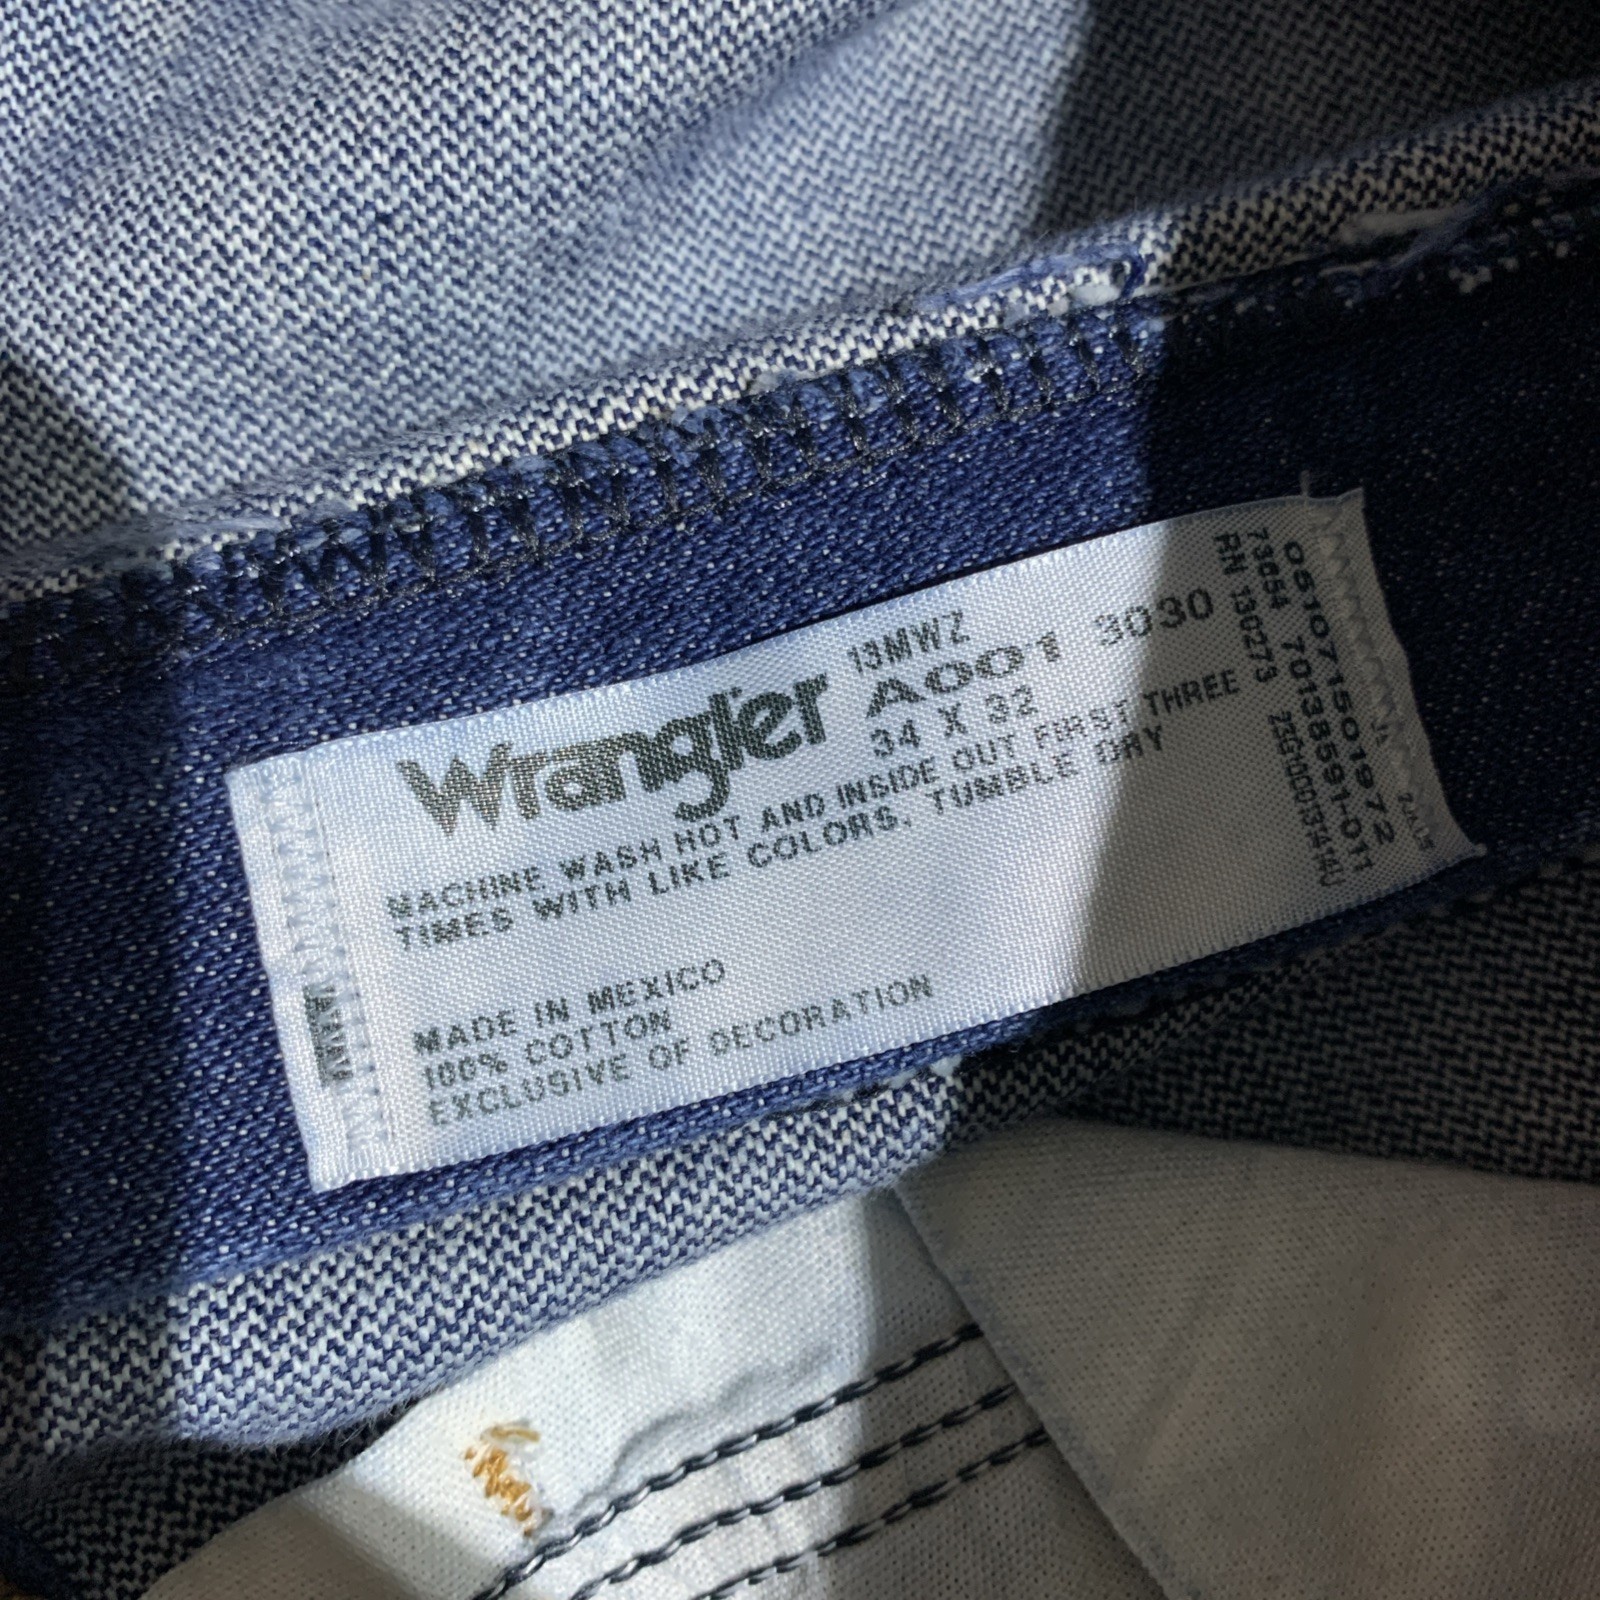 Wrangler 13MWZ
A001 3030
34 X 32
MACHINE WASH HOT AND INSIDE OUT FIRST THREE
TIMES WITH LIKE COLORS. TUMBLE DRY
MADE IN MEXICO
100% COTTON
EXCLUSIVE OF DECORATION
RN 130273
73054 70138591-011
051071501972